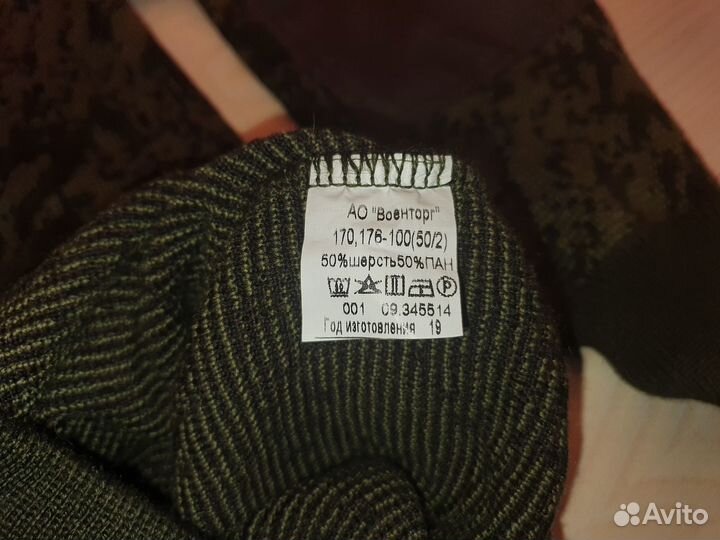 АО "Военторг"
170,176-100(50/2)
50%шерсть50%ПАН
P
001 09.345514
Год изготовления 19
Avito